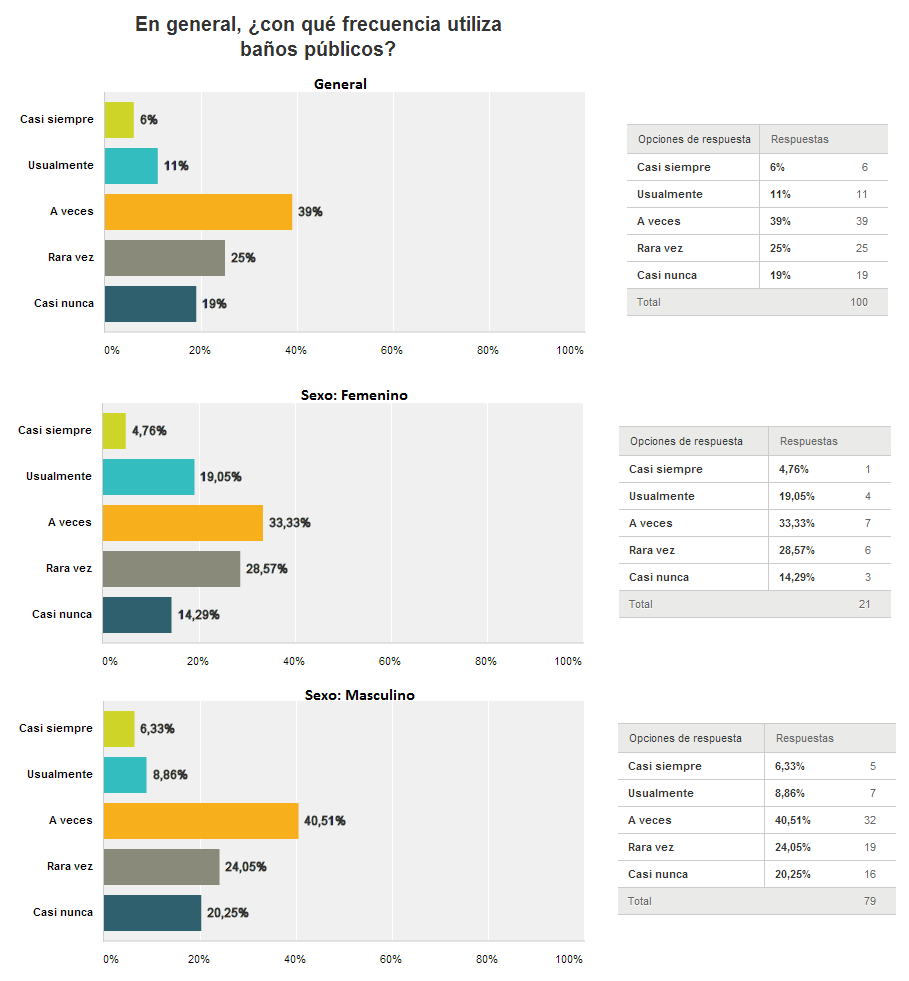 En general, ¿con qué frecuencia utiliza
baños públicos?
General
Casi siempre 6%
Usualmente 11%
A veces 39%
Rara vez 25%
Casi nunca 19%
0% 20% 40% 60% 80% 100%
Opciones de respuesta Respuestas
Casi siempre 6% 6
Usualmente 11% 11
A veces 39% 39
Rara vez 25% 25
Casi nunca 19% 19
Total 100
Sexo: Femenino
Casi siempre 4,76%
Usualmente 19,05%
A veces 33,33%
Rara vez 28,57%
Casi nunca 14,29%
0% 20% 40% 60% 80% 100%
Opciones de respuesta Respuestas
Casi siempre 4,76% 1
Usualmente 19,05% 4
A veces 33,33% 7
Rara vez 28,57% 6
Casi nunca 14,29% 3
Total 21
Sexo: Masculino
Casi siempre 6,33%
Usualmente 8,86%
A veces 40,51%
Rara vez 24,05%
Casi nunca 20,25%
0% 20% 40% 60% 80% 100%
Opciones de respuesta Respuestas
Casi siempre 6,33% 5
Usualmente 8,86% 7
A veces 40,51% 32
Rara vez 24,05% 19
Casi nunca 20,25% 16
Total 79